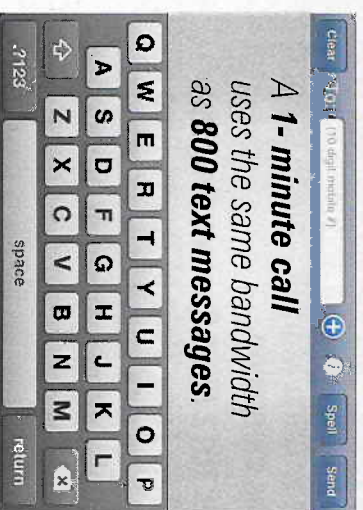 Clear
(10 digit mobile #)
Spell
Send
A 1- minute call
uses the same bandwidth
as 800 text messages.
Q W E R T Y U I O P
A S D F G H J K L
Z X C V B N M
.?123
space
return